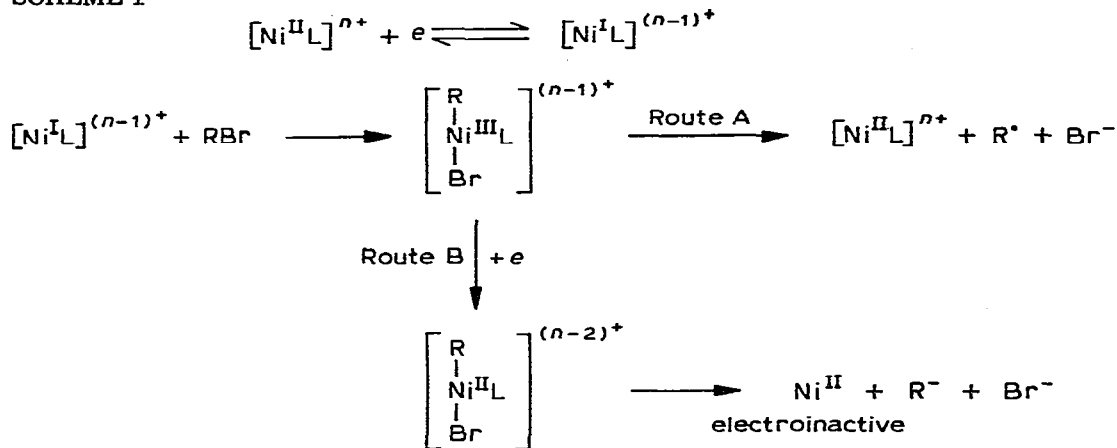 SCHEME 1
[Ni^II L]^n+ + e ⇌ [Ni^I L]^(n−1)+
[Ni^I L]^(n−1)+ + RBr ⟶ [R–Ni^III L–Br]^(n−1)+ Route A ⟶ [Ni^II L]^n+ + R• + Br−
Route B ↓ + e
[R–Ni^II L–Br]^(n−2)+ ⟶ Ni^II + R− + Br−
electroinactive